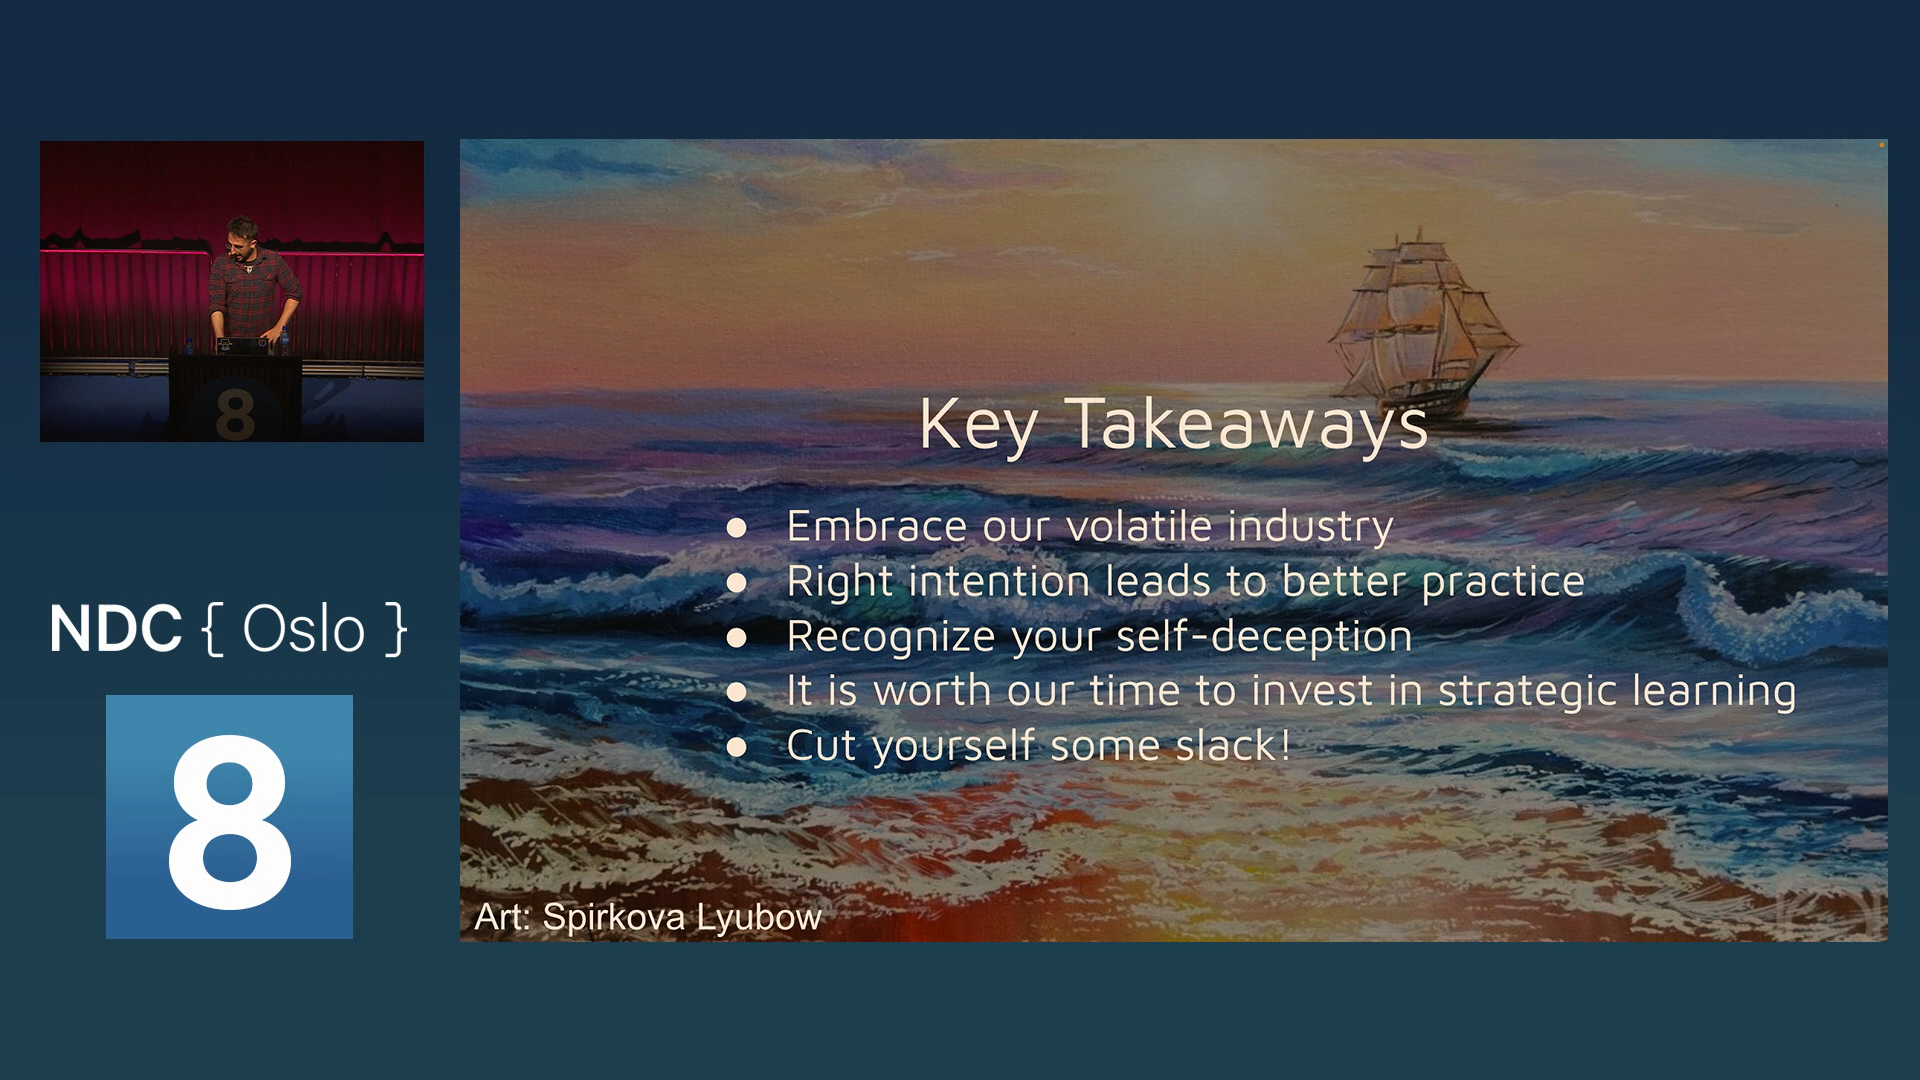 8
NDC { Oslo }
8
Key Takeaways
● Embrace our volatile industry
● Right intention leads to better practice
● Recognize your self-deception
● It is worth our time to invest in strategic learning
● Cut yourself some slack!
Art: Spirkova Lyubow